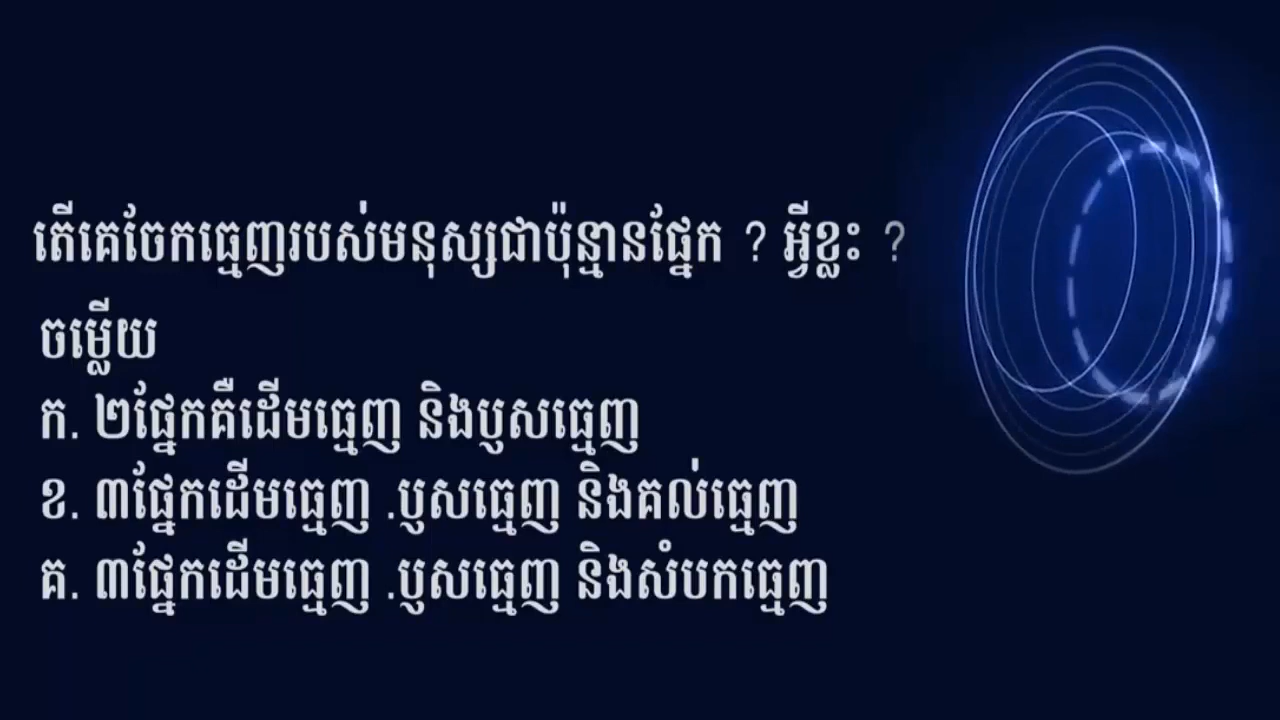 តើគេចែកធ្មេញរបស់មនុស្សជាប៉ុន្មានផ្នែក ? អ្វីខ្លះ ?
ចម្លើយ
ក. ២ផ្នែកគឺដើមធ្មេញ និងឫសធ្មេញ
ខ. ៣ផ្នែកដើមធ្មេញ .ឫសធ្មេញ និងគល់ធ្មេញ
គ. ៣ផ្នែកដើមធ្មេញ .ឫសធ្មេញ និងសំបកធ្មេញ